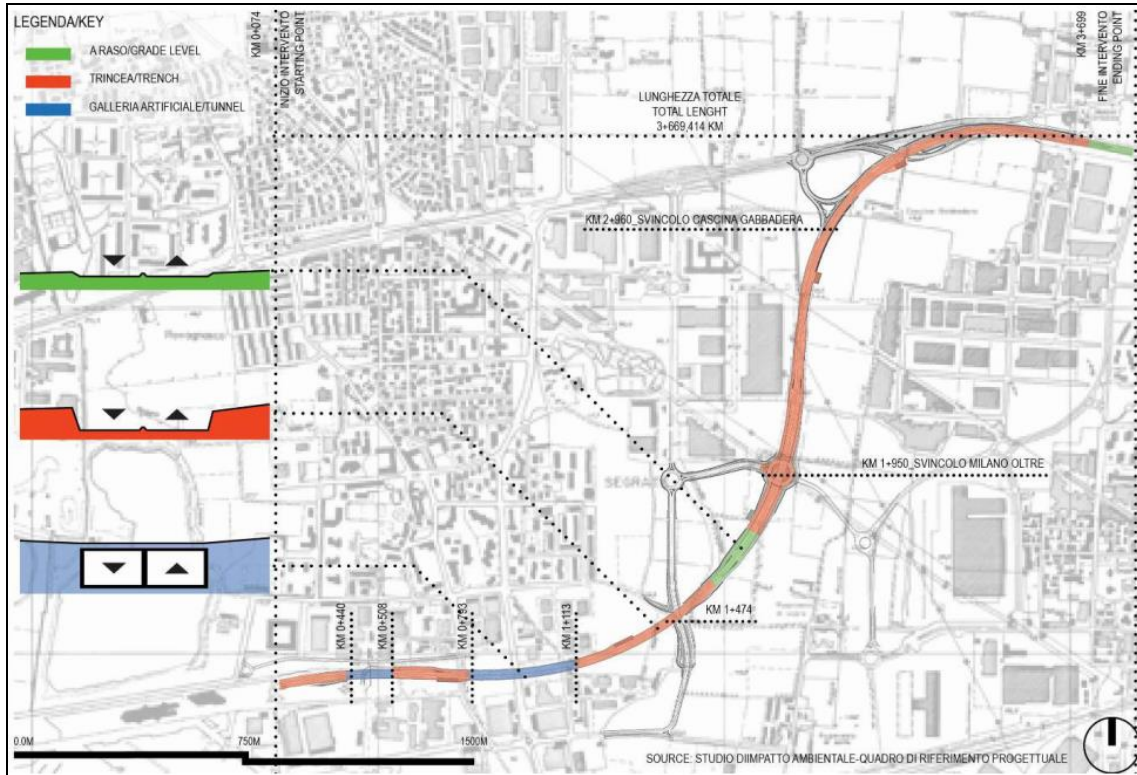 LEGENDA/KEY
A RASO/GRADE LEVEL
TRINCEA/TRENCH
GALLERIA ARTIFICIALE/TUNNEL
KM 0+074
INIZIO INTERVENTO
STARTING POINT
LUNGHEZZA TOTALE
TOTAL LENGHT
3+669,414 KM
KM 3+699
FINE INTERVENTO
ENDING POINT
KM 2+960_SVINCOLO CASCINA GABBADERA
KM 1+950_SVINCOLO MILANO OLTRE
SEGRAT
KM 1+474
KM 0+440
KM 0+508
KM 0+793
KM 1+113
0.0M
750M
1500M
SOURCE: STUDIO DIIMPATTO AMBIENTALE-QUADRO DI RIFERIMENTO PROGETTUALE